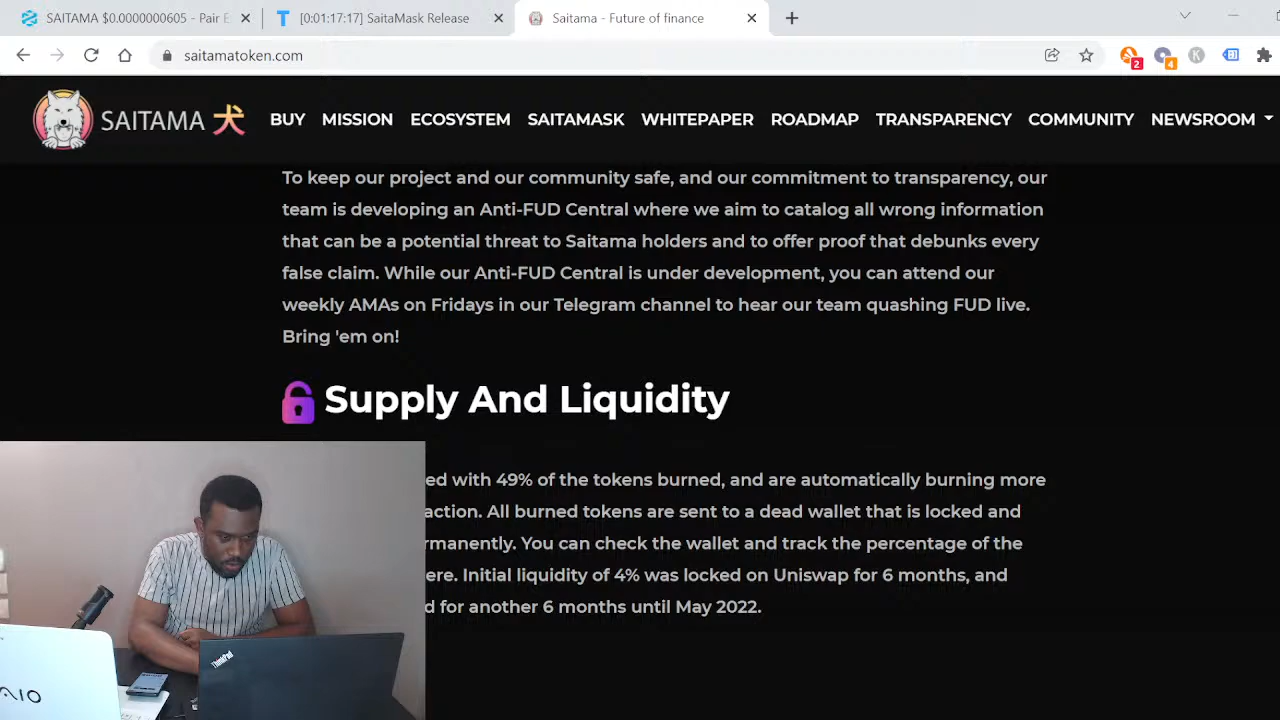 SAITAMA $0.0000000605 - Pair E
[0:01:17:17] SaitaMask Release
Saitama - Future of finance
saitamatoken.com
2
4
K
SAITAMA 犬
BUY MISSION ECOSYSTEM SAITAMASK WHITEPAPER ROADMAP TRANSPARENCY COMMUNITY NEWSROOM
To keep our project and our community safe, and our commitment to transparency, our
team is developing an Anti-FUD Central where we aim to catalog all wrong information
that can be a potential threat to Saitama holders and to offer proof that debunks every
false claim. While our Anti-FUD Central is under development, you can attend our
weekly AMAs on Fridays in our Telegram channel to hear our team quashing FUD live.
Bring 'em on!
Supply And Liquidity
ed with 49% of the tokens burned, and are automatically burning more
action. All burned tokens are sent to a dead wallet that is locked and
rmanently. You can check the wallet and track the percentage of the
ere. Initial liquidity of 4% was locked on Uniswap for 6 months, and
d for another 6 months until May 2022.
ThinkPad
VAIO